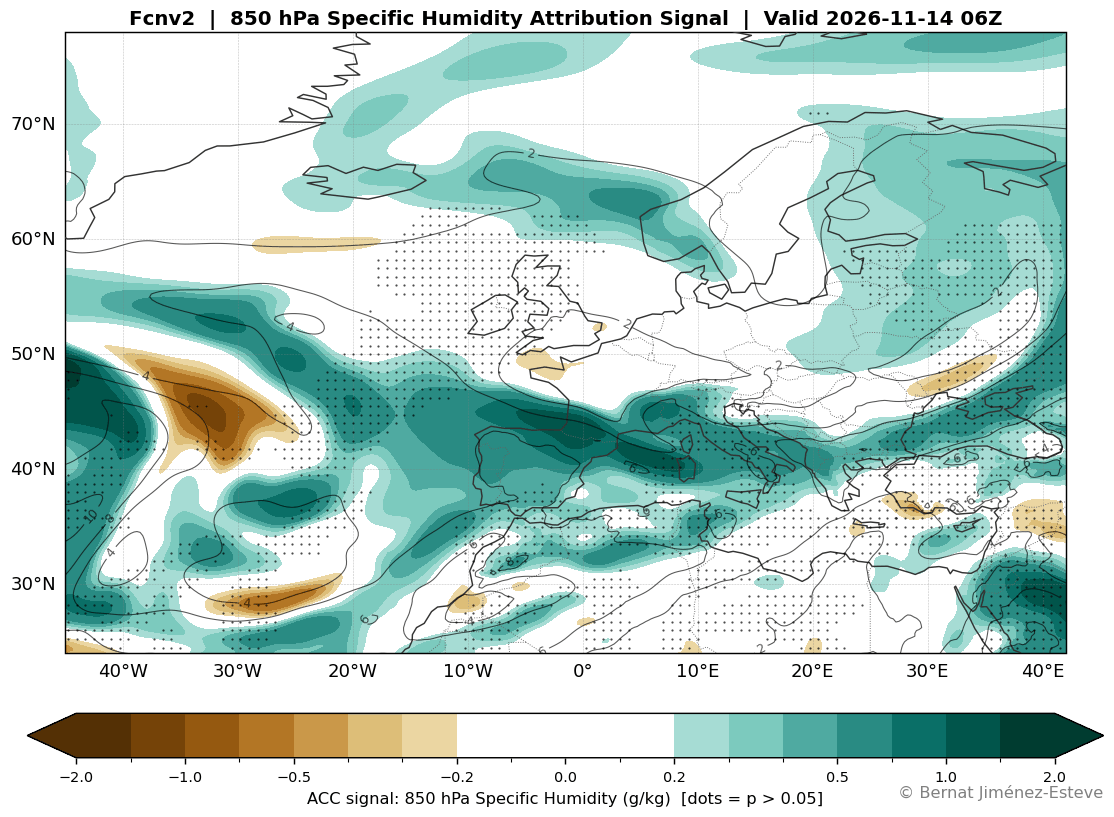 Fcnv2 | 850 hPa Specific Humidity Attribution Signal | Valid 2026-11-14 06Z
70°N
60°N
50°N
40°N
30°N
40°W 30°W 20°W 10°W 0° 10°E 20°E 30°E 40°E
−2.0 −1.0 −0.5 −0.2 0.0 0.2 0.5 1.0 2.0
ACC signal: 850 hPa Specific Humidity (g/kg) [dots = p > 0.05]
© Bernat Jiménez-Esteve